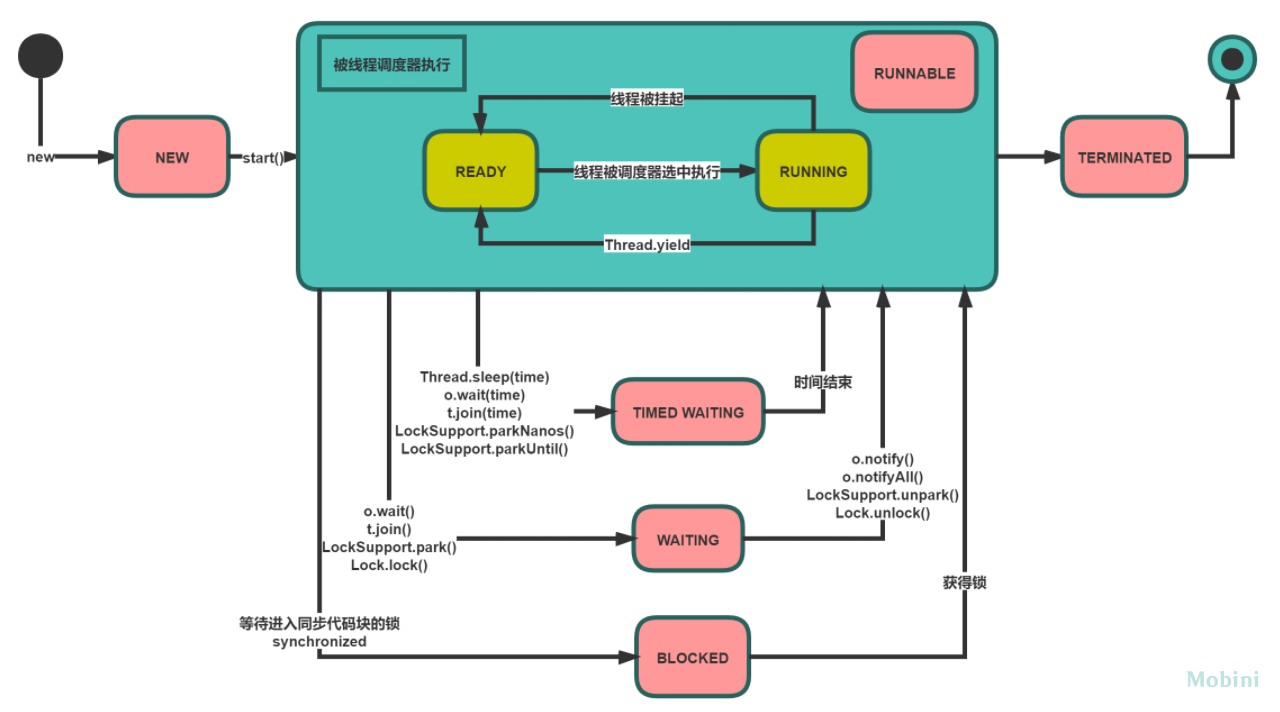 被线程调度器执行
RUNNABLE
线程被挂起
new
NEW
start()
READY
线程被调度器选中执行
RUNNING
TERMINATED
Thread.yield
Thread.sleep(time)
o.wait(time)
t.join(time)
LockSupport.parkNanos()
LockSupport.parkUntil()
TIMED WAITING
时间结束
o.wait()
t.join()
LockSupport.park()
Lock.lock()
WAITING
o.notify()
o.notifyAll()
LockSupport.unpark()
Lock.unlock()
等待进入同步代码块的锁
synchronized
BLOCKED
获得锁
Mobini